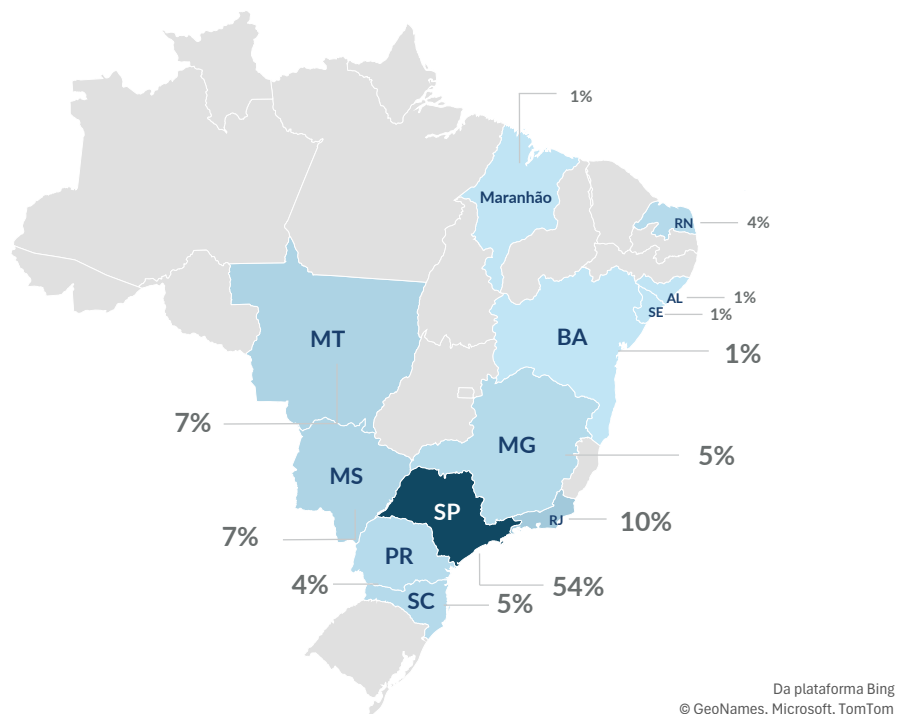 1%
Maranhão
RN
4%
AL
1%
SE
1%
MT
BA
1%
7%
MG
5%
MS
SP
RJ
10%
7%
PR
4%
54%
SC
5%
Da plataforma Bing
© GeoNames, Microsoft, TomTom